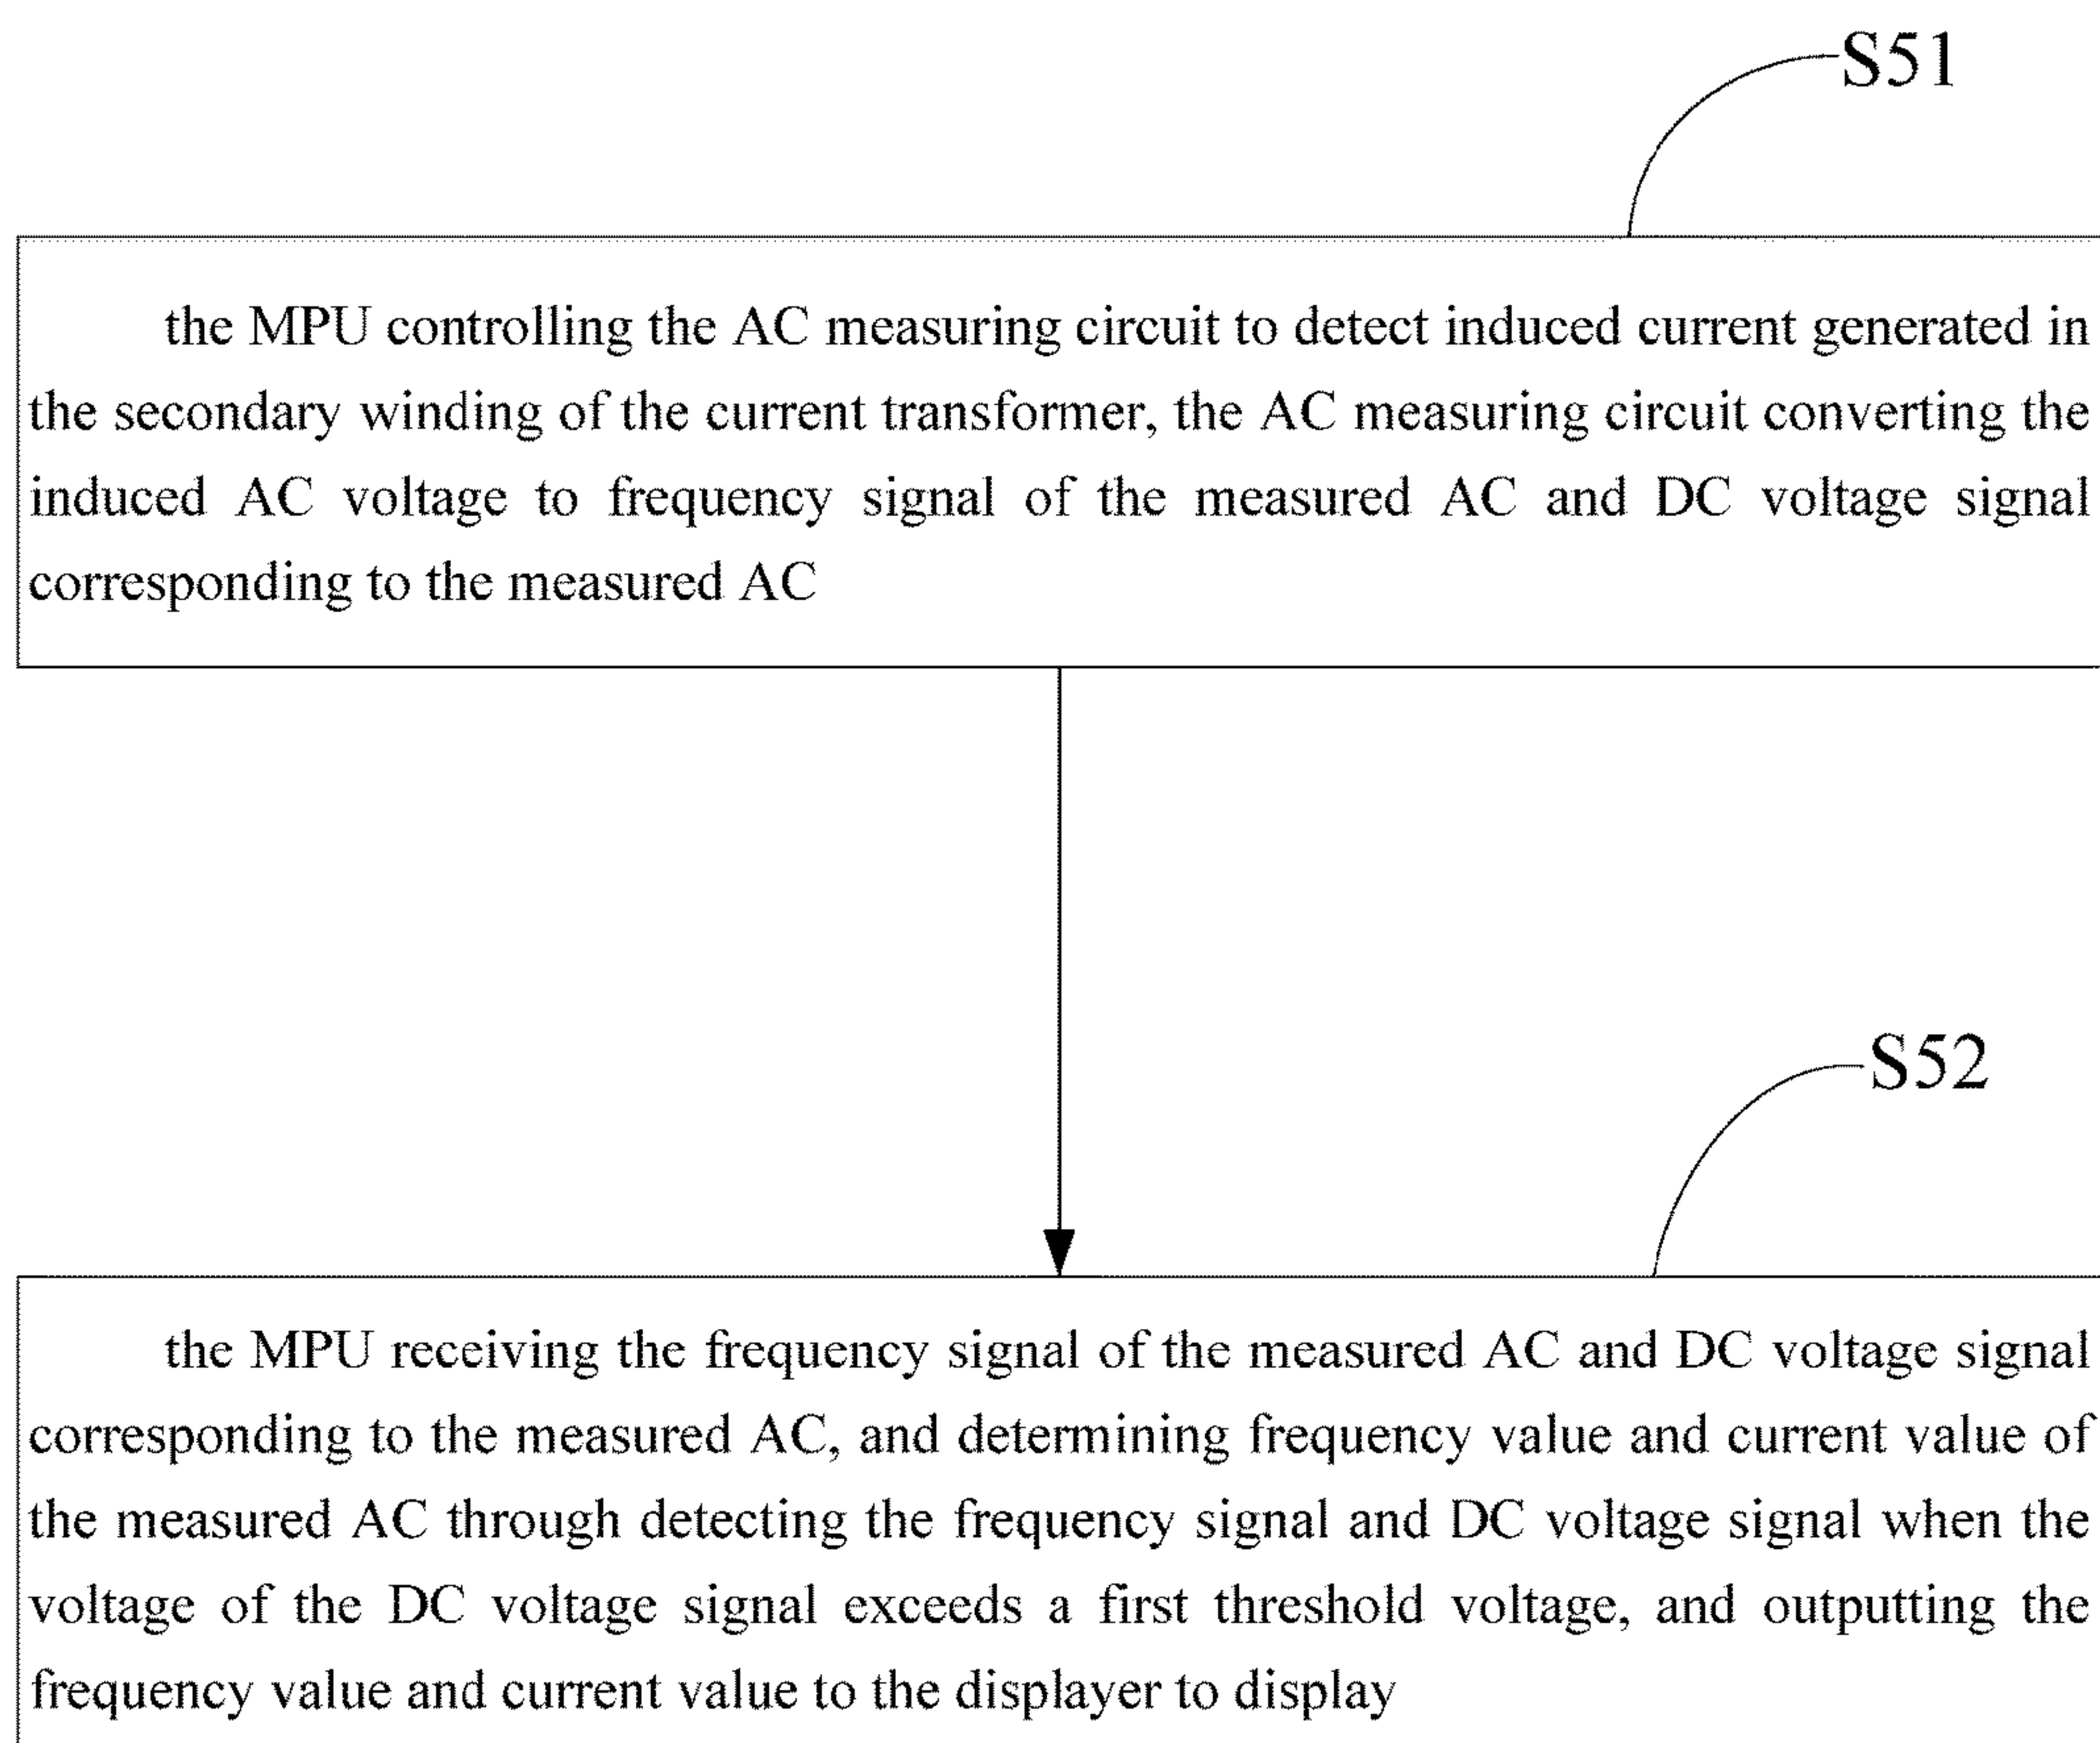 S51
the MPU controlling the AC measuring circuit to detect induced current generated in
the secondary winding of the current transformer, the AC measuring circuit converting the
induced AC voltage to frequency signal of the measured AC and DC voltage signal
corresponding to the measured AC
S52
the MPU receiving the frequency signal of the measured AC and DC voltage signal
corresponding to the measured AC, and determining frequency value and current value of
the measured AC through detecting the frequency signal and DC voltage signal when the
voltage of the DC voltage signal exceeds a first threshold voltage, and outputting the
frequency value and current value to the displayer to display